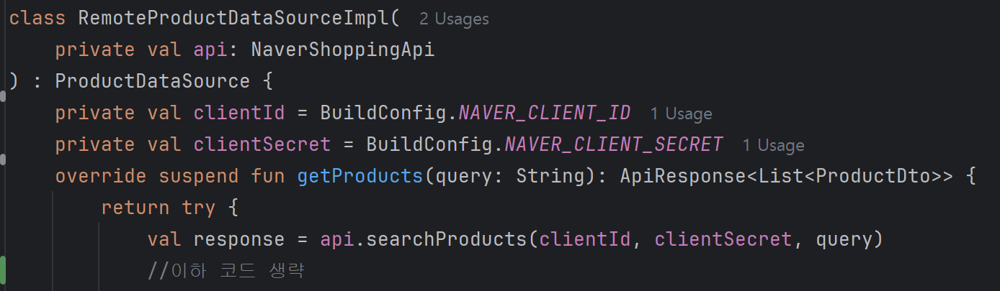 class RemoteProductDataSourceImpl( 2 Usages
    private val api: NaverShoppingApi
) : ProductDataSource {
    private val clientId = BuildConfig.NAVER_CLIENT_ID 1 Usage
    private val clientSecret = BuildConfig.NAVER_CLIENT_SECRET 1 Usage
    override suspend fun getProducts(query: String): ApiResponse<List<ProductDto>> {
        return try {
            val response = api.searchProducts(clientId, clientSecret, query)
            //이하 코드 생략